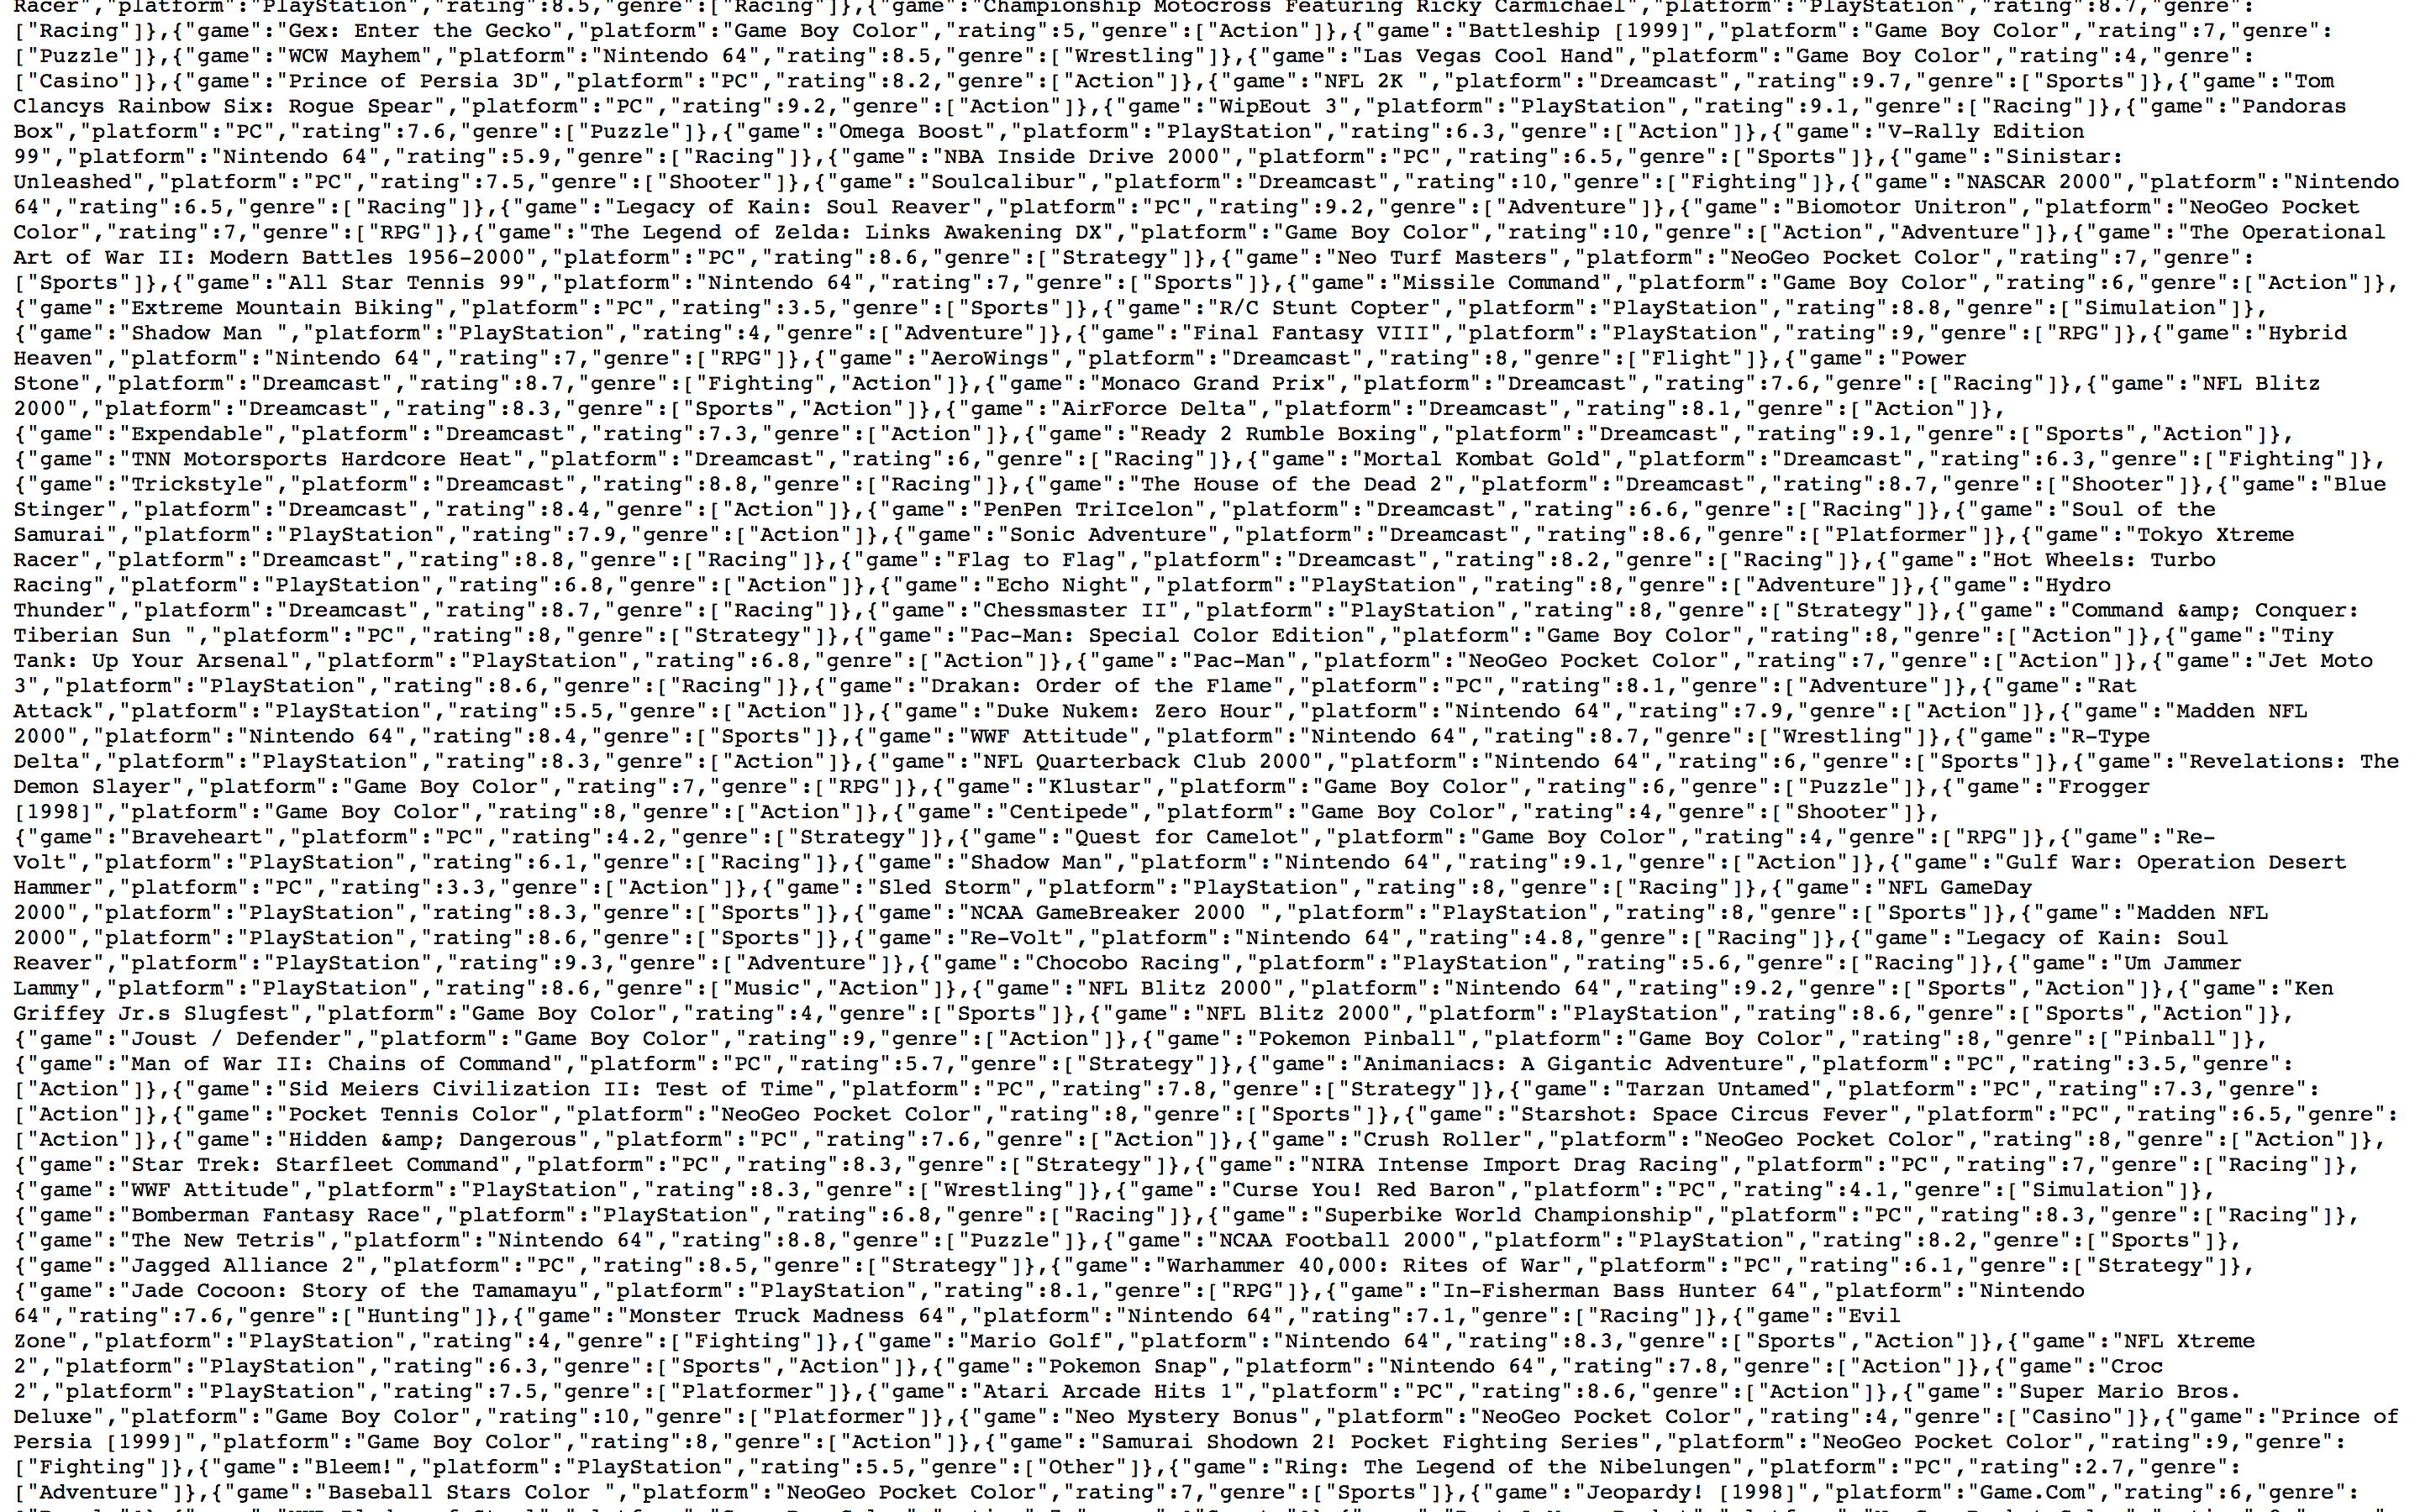 Racer","platform":"PlayStation","rating":8.5,"genre":["Racing"]},{"game":"Championship Motocross Featuring Ricky Carmichael","platform":"PlayStation","rating":8.7,"genre":
["Racing"]},{"game":"Gex: Enter the Gecko","platform":"Game Boy Color","rating":5,"genre":["Action"]},{"game":"Battleship [1999]","platform":"Game Boy Color","rating":7,"genre":
["Puzzle"]},{"game":"WCW Mayhem","platform":"Nintendo 64","rating":8.5,"genre":["Wrestling"]},{"game":"Las Vegas Cool Hand","platform":"Game Boy Color","rating":4,"genre":
["Casino"]},{"game":"Prince of Persia 3D","platform":"PC","rating":8.2,"genre":["Action"]},{"game":"NFL 2K ","platform":"Dreamcast","rating":9.7,"genre":["Sports"]},{"game":"Tom
Clancys Rainbow Six: Rogue Spear","platform":"PC","rating":9.2,"genre":["Action"]},{"game":"WipEout 3","platform":"PlayStation","rating":9.1,"genre":["Racing"]},{"game":"Pandoras
Box","platform":"PC","rating":7.6,"genre":["Puzzle"]},{"game":"Omega Boost","platform":"PlayStation","rating":6.3,"genre":["Action"]},{"game":"V-Rally Edition
99","platform":"Nintendo 64","rating":5.9,"genre":["Racing"]},{"game":"NBA Inside Drive 2000","platform":"PC","rating":6.5,"genre":["Sports"]},{"game":"Sinistar:
Unleashed","platform":"PC","rating":7.5,"genre":["Shooter"]},{"game":"Soulcalibur","platform":"Dreamcast","rating":10,"genre":["Fighting"]},{"game":"NASCAR 2000","platform":"Nintendo
64","rating":6.5,"genre":["Racing"]},{"game":"Legacy of Kain: Soul Reaver","platform":"PC","rating":9.2,"genre":["Adventure"]},{"game":"Biomotor Unitron","platform":"NeoGeo Pocket
Color","rating":7,"genre":["RPG"]},{"game":"The Legend of Zelda: Links Awakening DX","platform":"Game Boy Color","rating":10,"genre":["Action","Adventure"]},{"game":"The Operational
Art of War II: Modern Battles 1956-2000","platform":"PC","rating":8.6,"genre":["Strategy"]},{"game":"Neo Turf Masters","platform":"NeoGeo Pocket Color","rating":7,"genre":
["Sports"]},{"game":"All Star Tennis 99","platform":"Nintendo 64","rating":7,"genre":["Sports"]},{"game":"Missile Command","platform":"Game Boy Color","rating":6,"genre":["Action"]},
{"game":"Extreme Mountain Biking","platform":"PC","rating":3.5,"genre":["Sports"]},{"game":"R/C Stunt Copter","platform":"PlayStation","rating":8.8,"genre":["Simulation"]},
{"game":"Shadow Man ","platform":"PlayStation","rating":4,"genre":["Adventure"]},{"game":"Final Fantasy VIII","platform":"PlayStation","rating":9,"genre":["RPG"]},{"game":"Hybrid
Heaven","platform":"Nintendo 64","rating":7,"genre":["RPG"]},{"game":"AeroWings","platform":"Dreamcast","rating":8,"genre":["Flight"]},{"game":"Power
Stone","platform":"Dreamcast","rating":8.7,"genre":["Fighting","Action"]},{"game":"Monaco Grand Prix","platform":"Dreamcast","rating":7.6,"genre":["Racing"]},{"game":"NFL Blitz
2000","platform":"Dreamcast","rating":8.3,"genre":["Sports","Action"]},{"game":"AirForce Delta","platform":"Dreamcast","rating":8.1,"genre":["Action"]},
{"game":"Expendable","platform":"Dreamcast","rating":7.3,"genre":["Action"]},{"game":"Ready 2 Rumble Boxing","platform":"Dreamcast","rating":9.1,"genre":["Sports","Action"]},
{"game":"TNN Motorsports Hardcore Heat","platform":"Dreamcast","rating":6,"genre":["Racing"]},{"game":"Mortal Kombat Gold","platform":"Dreamcast","rating":6.3,"genre":["Fighting"]},
{"game":"Trickstyle","platform":"Dreamcast","rating":8.8,"genre":["Racing"]},{"game":"The House of the Dead 2","platform":"Dreamcast","rating":8.7,"genre":["Shooter"]},{"game":"Blue
Stinger","platform":"Dreamcast","rating":8.4,"genre":["Action"]},{"game":"PenPen TriIcelon","platform":"Dreamcast","rating":6.6,"genre":["Racing"]},{"game":"Soul of the
Samurai","platform":"PlayStation","rating":7.9,"genre":["Action"]},{"game":"Sonic Adventure","platform":"Dreamcast","rating":8.6,"genre":["Platformer"]},{"game":"Tokyo Xtreme
Racer","platform":"Dreamcast","rating":8.8,"genre":["Racing"]},{"game":"Flag to Flag","platform":"Dreamcast","rating":8.2,"genre":["Racing"]},{"game":"Hot Wheels: Turbo
Racing","platform":"PlayStation","rating":6.8,"genre":["Action"]},{"game":"Echo Night","platform":"PlayStation","rating":8,"genre":["Adventure"]},{"game":"Hydro
Thunder","platform":"Dreamcast","rating":8.7,"genre":["Racing"]},{"game":"Chessmaster II","platform":"PlayStation","rating":8,"genre":["Strategy"]},{"game":"Command &amp; Conquer:
Tiberian Sun ","platform":"PC","rating":8,"genre":["Strategy"]},{"game":"Pac-Man: Special Color Edition","platform":"Game Boy Color","rating":8,"genre":["Action"]},{"game":"Tiny
Tank: Up Your Arsenal","platform":"PlayStation","rating":6.8,"genre":["Action"]},{"game":"Pac-Man","platform":"NeoGeo Pocket Color","rating":7,"genre":["Action"]},{"game":"Jet Moto
3","platform":"PlayStation","rating":8.6,"genre":["Racing"]},{"game":"Drakan: Order of the Flame","platform":"PC","rating":8.1,"genre":["Adventure"]},{"game":"Rat
Attack","platform":"PlayStation","rating":5.5,"genre":["Action"]},{"game":"Duke Nukem: Zero Hour","platform":"Nintendo 64","rating":7.9,"genre":["Action"]},{"game":"Madden NFL
2000","platform":"Nintendo 64","rating":8.4,"genre":["Sports"]},{"game":"WWF Attitude","platform":"Nintendo 64","rating":8.7,"genre":["Wrestling"]},{"game":"R-Type
Delta","platform":"PlayStation","rating":8.3,"genre":["Action"]},{"game":"NFL Quarterback Club 2000","platform":"Nintendo 64","rating":6,"genre":["Sports"]},{"game":"Revelations: The
Demon Slayer","platform":"Game Boy Color","rating":7,"genre":["RPG"]},{"game":"Klustar","platform":"Game Boy Color","rating":6,"genre":["Puzzle"]},{"game":"Frogger
[1998]","platform":"Game Boy Color","rating":8,"genre":["Action"]},{"game":"Centipede","platform":"Game Boy Color","rating":4,"genre":["Shooter"]},
{"game":"Braveheart","platform":"PC","rating":4.2,"genre":["Strategy"]},{"game":"Quest for Camelot","platform":"Game Boy Color","rating":4,"genre":["RPG"]},{"game":"Re-
Volt","platform":"PlayStation","rating":6.1,"genre":["Racing"]},{"game":"Shadow Man","platform":"Nintendo 64","rating":9.1,"genre":["Action"]},{"game":"Gulf War: Operation Desert
Hammer","platform":"PC","rating":3.3,"genre":["Action"]},{"game":"Sled Storm","platform":"PlayStation","rating":8,"genre":["Racing"]},{"game":"NFL GameDay
2000","platform":"PlayStation","rating":8.3,"genre":["Sports"]},{"game":"NCAA GameBreaker 2000 ","platform":"PlayStation","rating":8,"genre":["Sports"]},{"game":"Madden NFL
2000","platform":"PlayStation","rating":8.6,"genre":["Sports"]},{"game":"Re-Volt","platform":"Nintendo 64","rating":4.8,"genre":["Racing"]},{"game":"Legacy of Kain: Soul
Reaver","platform":"PlayStation","rating":9.3,"genre":["Adventure"]},{"game":"Chocobo Racing","platform":"PlayStation","rating":5.6,"genre":["Racing"]},{"game":"Um Jammer
Lammy","platform":"PlayStation","rating":8.6,"genre":["Music","Action"]},{"game":"NFL Blitz 2000","platform":"Nintendo 64","rating":9.2,"genre":["Sports","Action"]},{"game":"Ken
Griffey Jr.s Slugfest","platform":"Game Boy Color","rating":4,"genre":["Sports"]},{"game":"NFL Blitz 2000","platform":"PlayStation","rating":8.6,"genre":["Sports","Action"]},
{"game":"Joust / Defender","platform":"Game Boy Color","rating":9,"genre":["Action"]},{"game":"Pokemon Pinball","platform":"Game Boy Color","rating":8,"genre":["Pinball"]},
{"game":"Man of War II: Chains of Command","platform":"PC","rating":5.7,"genre":["Strategy"]},{"game":"Animaniacs: A Gigantic Adventure","platform":"PC","rating":3.5,"genre":
["Action"]},{"game":"Sid Meiers Civilization II: Test of Time","platform":"PC","rating":7.8,"genre":["Strategy"]},{"game":"Tarzan Untamed","platform":"PC","rating":7.3,"genre":
["Action"]},{"game":"Pocket Tennis Color","platform":"NeoGeo Pocket Color","rating":8,"genre":["Sports"]},{"game":"Starshot: Space Circus Fever","platform":"PC","rating":6.5,"genre":
["Action"]},{"game":"Hidden &amp; Dangerous","platform":"PC","rating":7.6,"genre":["Action"]},{"game":"Crush Roller","platform":"NeoGeo Pocket Color","rating":8,"genre":["Action"]},
{"game":"Star Trek: Starfleet Command","platform":"PC","rating":8.3,"genre":["Strategy"]},{"game":"NIRA Intense Import Drag Racing","platform":"PC","rating":7,"genre":["Racing"]},
{"game":"WWF Attitude","platform":"PlayStation","rating":8.3,"genre":["Wrestling"]},{"game":"Curse You! Red Baron","platform":"PC","rating":4.1,"genre":["Simulation"]},
{"game":"Bomberman Fantasy Race","platform":"PlayStation","rating":6.8,"genre":["Racing"]},{"game":"Superbike World Championship","platform":"PC","rating":8.3,"genre":["Racing"]},
{"game":"The New Tetris","platform":"Nintendo 64","rating":8.8,"genre":["Puzzle"]},{"game":"NCAA Football 2000","platform":"PlayStation","rating":8.2,"genre":["Sports"]},
{"game":"Jagged Alliance 2","platform":"PC","rating":8.5,"genre":["Strategy"]},{"game":"Warhammer 40,000: Rites of War","platform":"PC","rating":6.1,"genre":["Strategy"]},
{"game":"Jade Cocoon: Story of the Tamamayu","platform":"PlayStation","rating":8.1,"genre":["RPG"]},{"game":"In-Fisherman Bass Hunter 64","platform":"Nintendo
64","rating":7.6,"genre":["Hunting"]},{"game":"Monster Truck Madness 64","platform":"Nintendo 64","rating":7.1,"genre":["Racing"]},{"game":"Evil
Zone","platform":"PlayStation","rating":4,"genre":["Fighting"]},{"game":"Mario Golf","platform":"Nintendo 64","rating":8.3,"genre":["Sports","Action"]},{"game":"NFL Xtreme
2","platform":"PlayStation","rating":6.3,"genre":["Sports","Action"]},{"game":"Pokemon Snap","platform":"Nintendo 64","rating":7.8,"genre":["Action"]},{"game":"Croc
2","platform":"PlayStation","rating":7.5,"genre":["Platformer"]},{"game":"Atari Arcade Hits 1","platform":"PC","rating":8.6,"genre":["Action"]},{"game":"Super Mario Bros.
Deluxe","platform":"Game Boy Color","rating":10,"genre":["Platformer"]},{"game":"Neo Mystery Bonus","platform":"NeoGeo Pocket Color","rating":4,"genre":["Casino"]},{"game":"Prince of
Persia [1999]","platform":"Game Boy Color","rating":8,"genre":["Action"]},{"game":"Samurai Shodown 2! Pocket Fighting Series","platform":"NeoGeo Pocket Color","rating":9,"genre":
["Fighting"]},{"game":"Bleem!","platform":"PlayStation","rating":5.5,"genre":["Other"]},{"game":"Ring: The Legend of the Nibelungen","platform":"PC","rating":2.7,"genre":
["Adventure"]},{"game":"Baseball Stars Color ","platform":"NeoGeo Pocket Color","rating":7,"genre":["Sports"]},{"game":"Jeopardy! [1998]","platform":"Game.Com","rating":6,"genre":